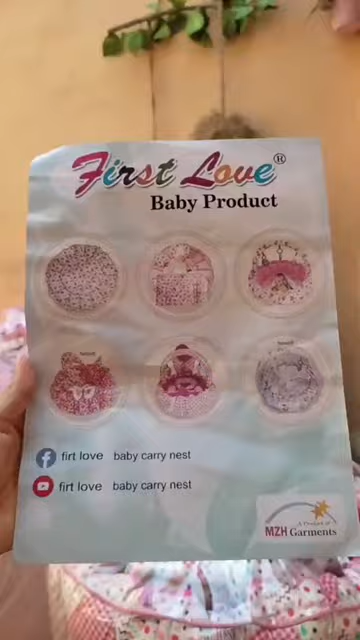 First Love®
Baby Product
firt love baby carry nest
firt love baby carry nest
A Product of
MZH Garments